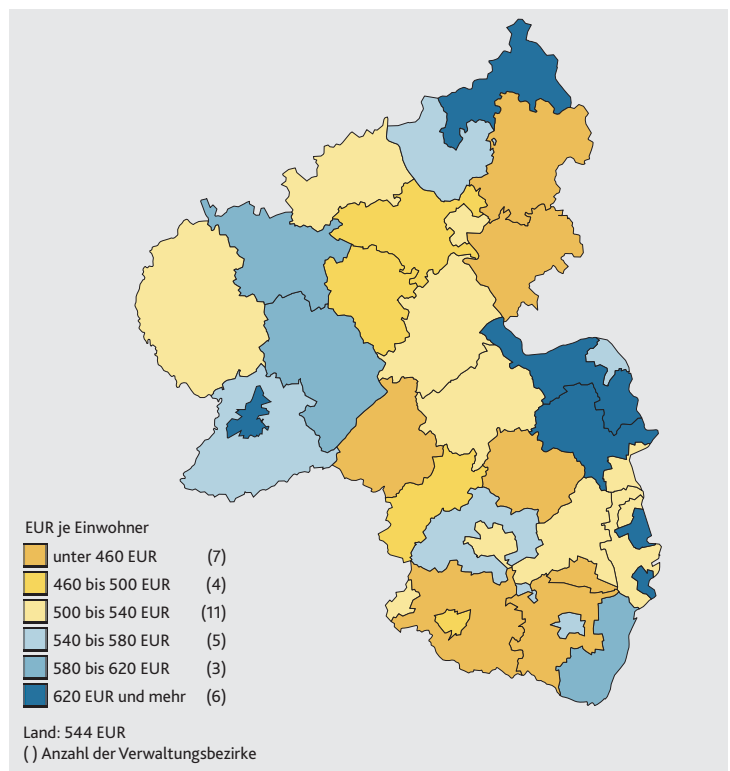 EUR je Einwohner
unter 460 EUR (7)
460 bis 500 EUR (4)
500 bis 540 EUR (11)
540 bis 580 EUR (5)
580 bis 620 EUR (3)
620 EUR und mehr (6)
Land: 544 EUR
( ) Anzahl der Verwaltungsbezirke